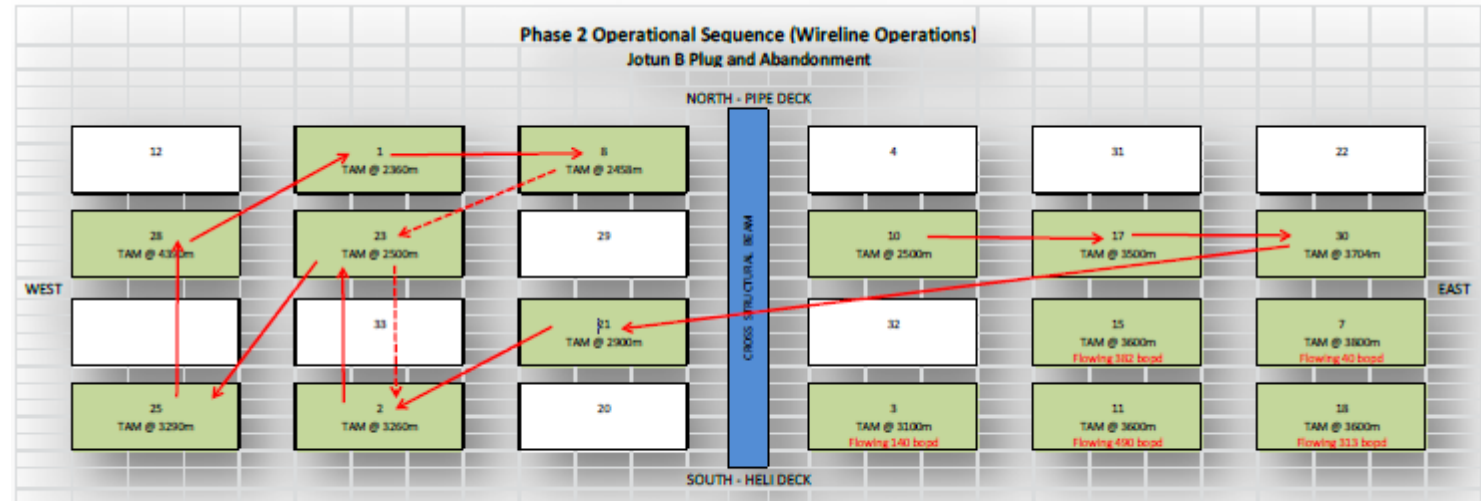 Phase 2 Operational Sequence (Wireline Operations)
Jotun B Plug and Abandonment
NORTH - PIPE DECK
12
1
TAM @ 2360m
8
TAM @ 2458m
4
31
22
28
TAM @
23
TAM @ 2500m
29
10
TAM @ 2500m
17
TAM @ 3500m
30
TAM @ 3704m
WEST
CROSS STRUCTURAL BEAM
EAST
33
21
TAM @ 2900m
32
15
TAM @ 3600m
Flowing 382 bopd
7
TAM @ 3800m
Flowing 40 bopd
25
TAM @ 3290m
2
TAM @ 3260m
20
3
TAM @ 3100m
Flowing 140 bopd
11
TAM @ 3600m
Flowing 490 bopd
18
TAM @ 3600m
Flowing 313 bopd
SOUTH - HELI DECK